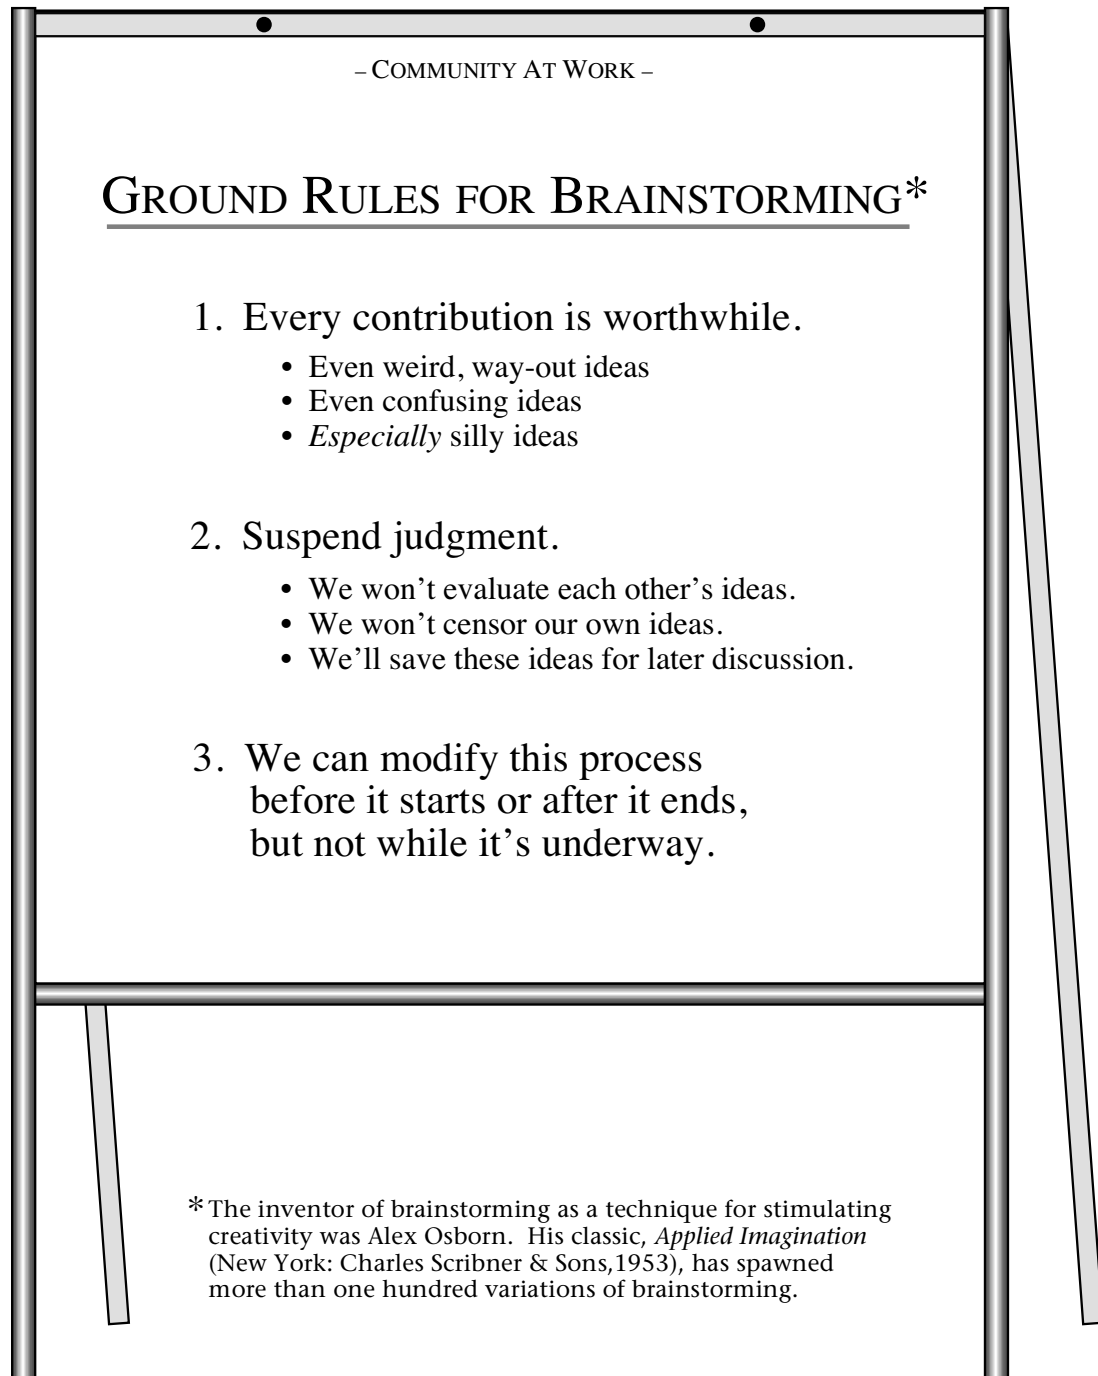 – COMMUNITY AT WORK –
GROUND RULES FOR BRAINSTORMING*
1. Every contribution is worthwhile.
• Even weird, way-out ideas
• Even confusing ideas
• Especially silly ideas
2. Suspend judgment.
• We won’t evaluate each other’s ideas.
• We won’t censor our own ideas.
• We’ll save these ideas for later discussion.
3. We can modify this process
before it starts or after it ends,
but not while it’s underway.
* The inventor of brainstorming as a technique for stimulating
creativity was Alex Osborn. His classic, Applied Imagination
(New York: Charles Scribner & Sons,1953), has spawned
more than one hundred variations of brainstorming.